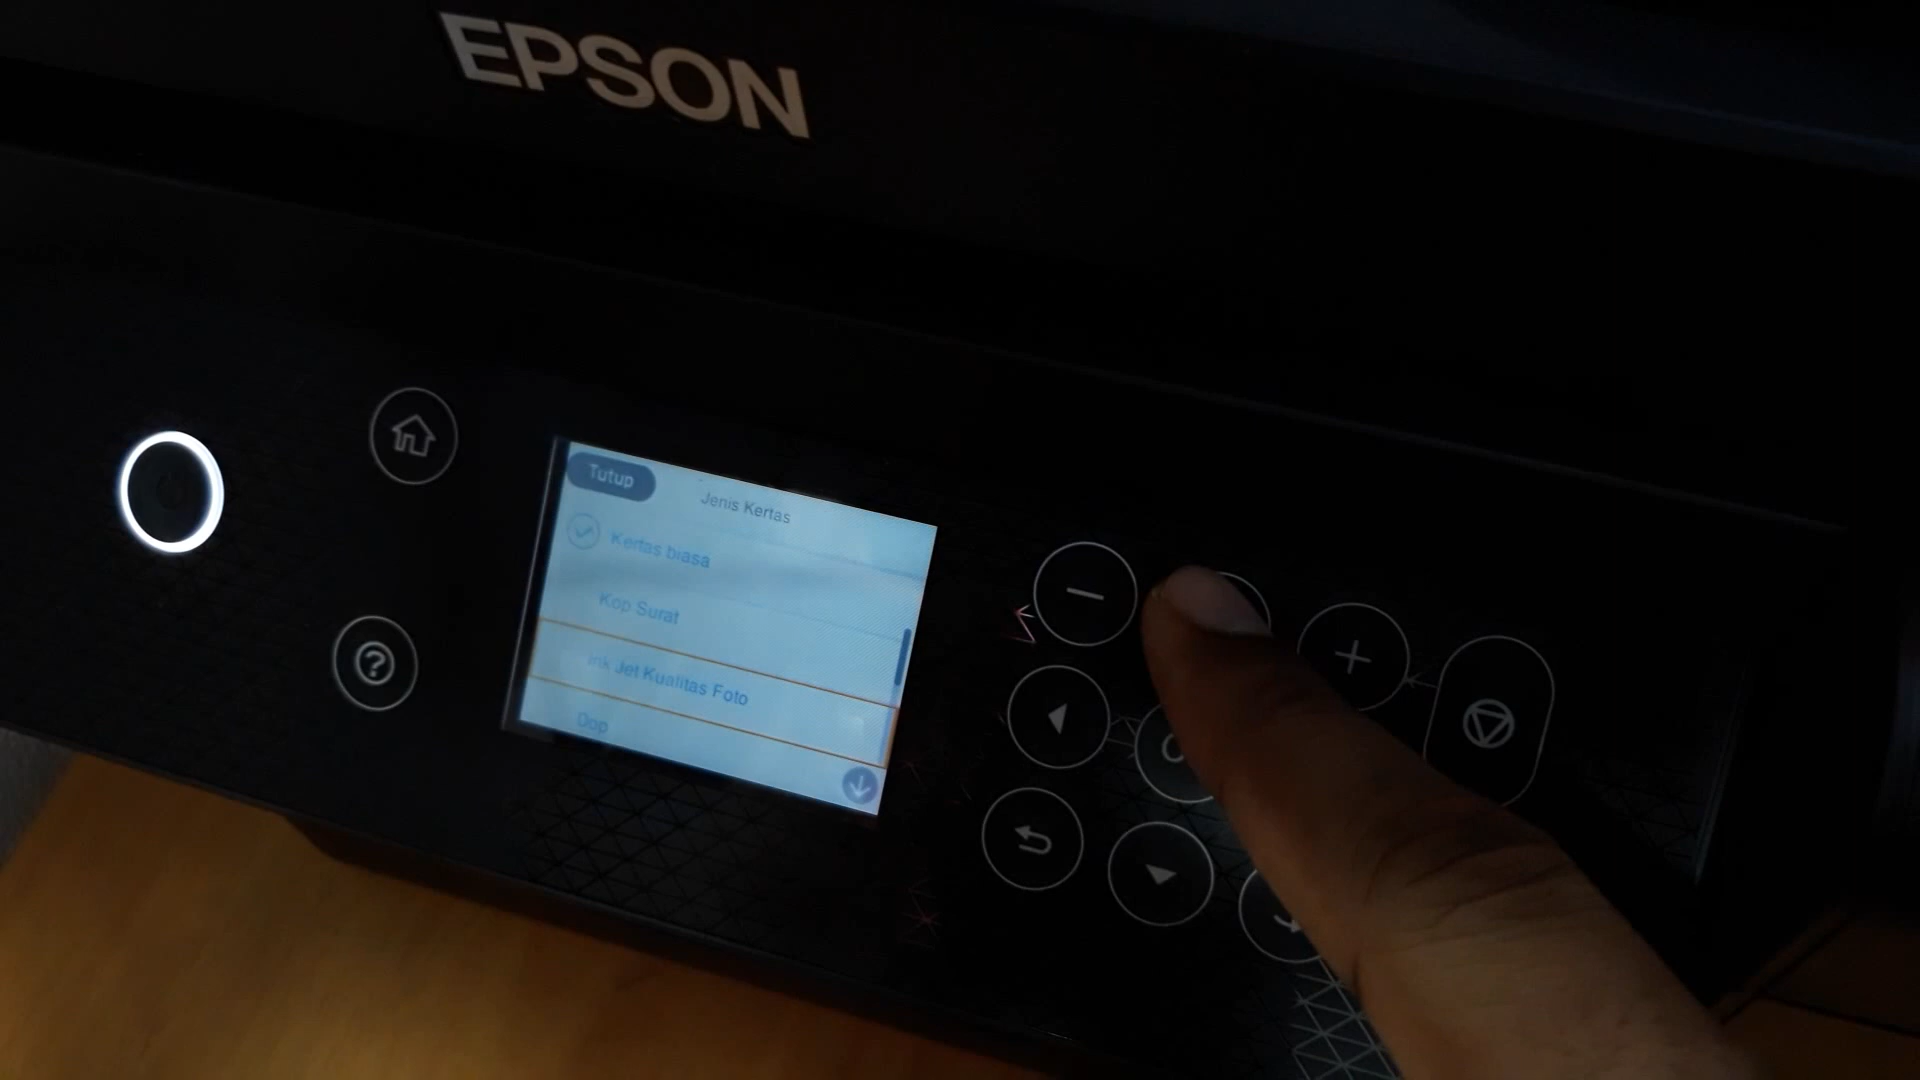 EPSON
Tutup
Jenis Kertas
Kertas biasa
Kop Surat
Ink Jet Kualitas Foto